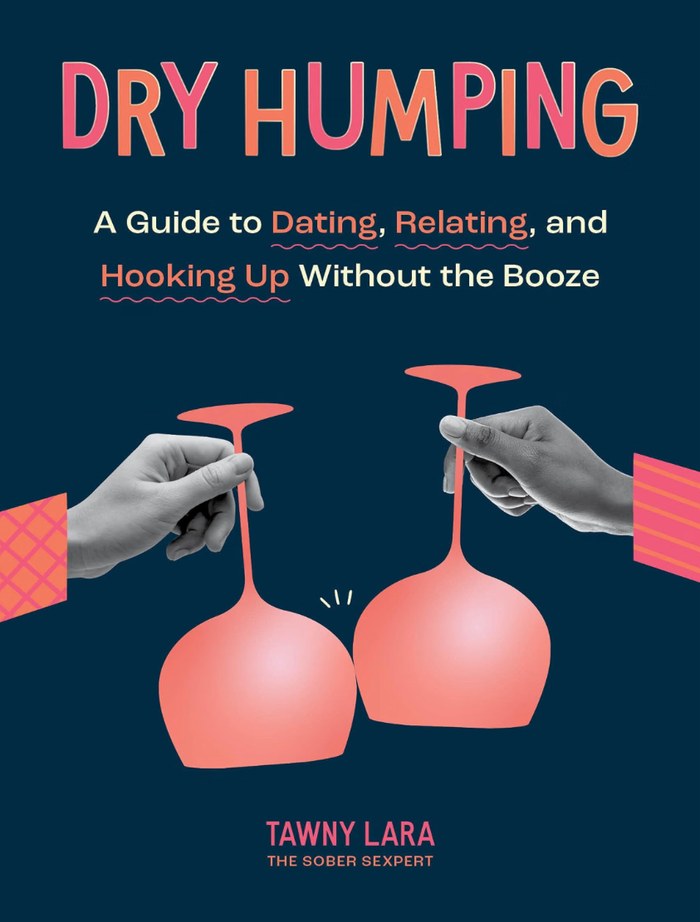 DRY HUMPING
A Guide to Dating, Relating, and
Hooking Up Without the Booze
TAWNY LARA
THE SOBER SEXPERT